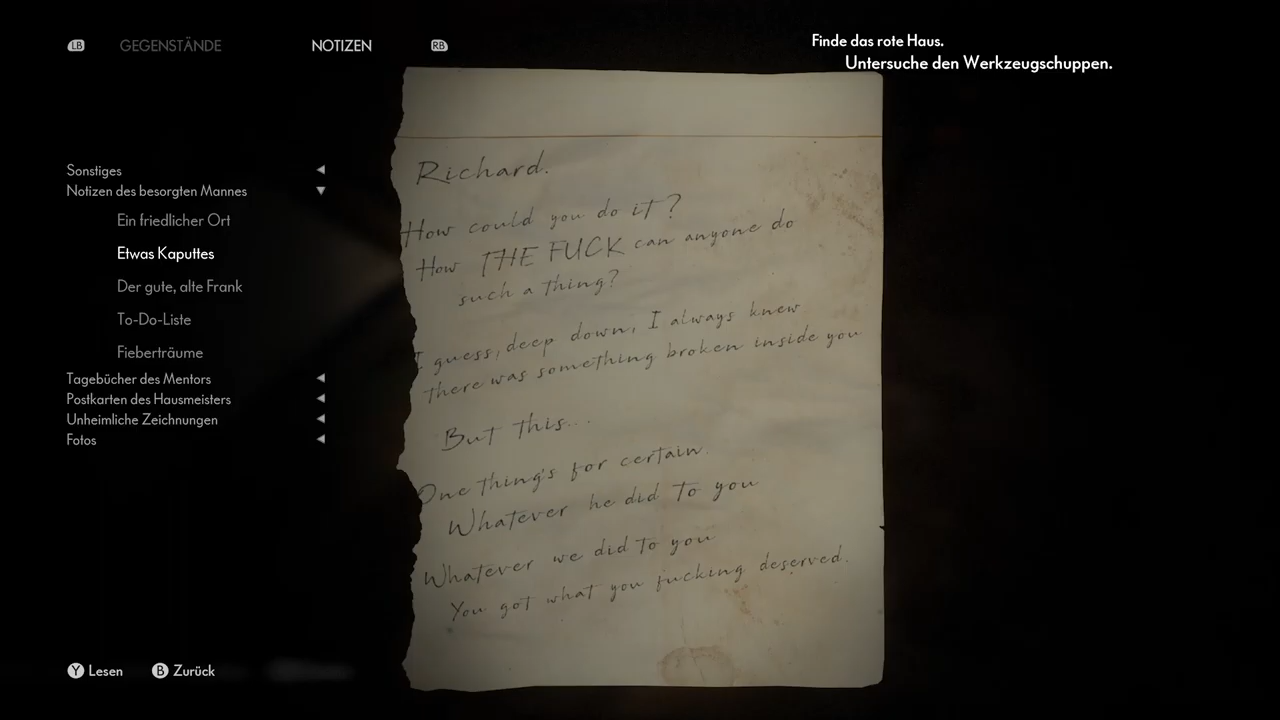 LB GEGENSTÄNDE NOTIZEN RB
Finde das rote Haus.
Untersuche den Werkzeugschuppen.
Sonstiges
Notizen des besorgten Mannes
Ein friedlicher Ort
Etwas Kaputtes
Der gute, alte Frank
To-Do-Liste
Fieberträume
Tagebücher des Mentors
Postkarten des Hausmeisters
Unheimliche Zeichnungen
Fotos
Richard.
How could you do it?
How THE FUCK can anyone do
such a thing?
I guess, deep down, I always knew
there was something broken inside you
But this...
One thing's for certain.
Whatever he did to you
Whatever we did to you
You got what you fucking deserved.
Y Lesen B Zurück